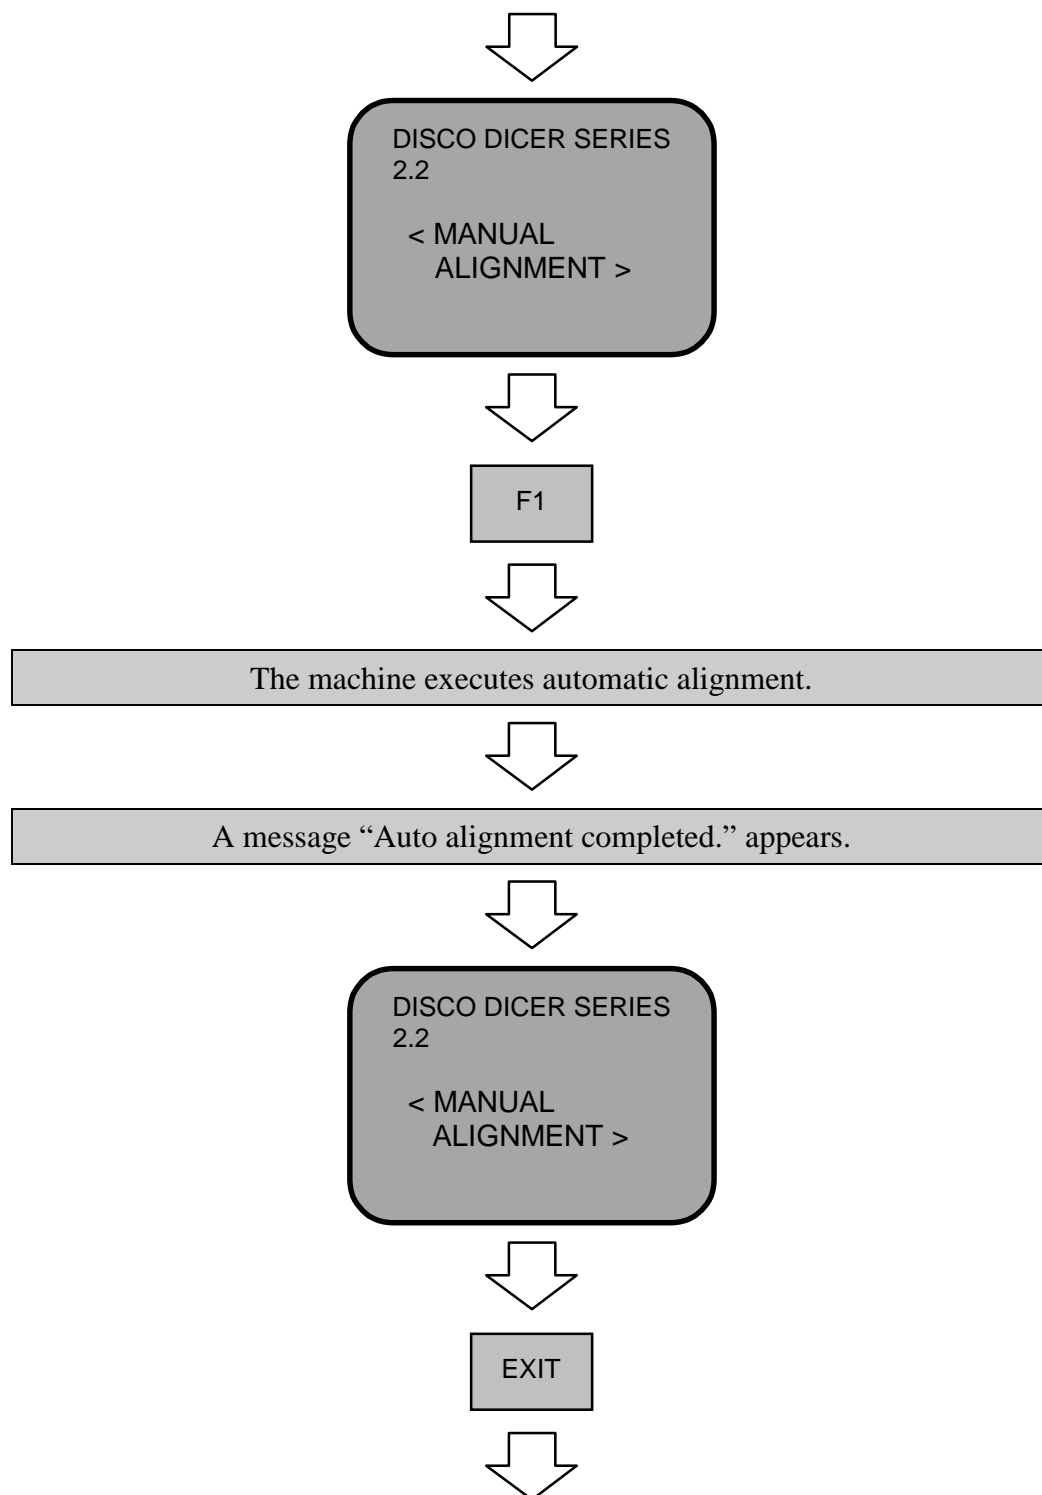 DISCO DICER SERIES
2.2
< MANUAL
ALIGNMENT >
F1
The machine executes automatic alignment.
A message “Auto alignment completed.” appears.
DISCO DICER SERIES
2.2
< MANUAL
ALIGNMENT >
EXIT